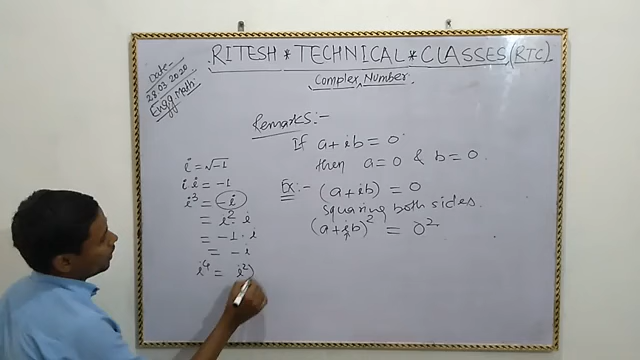 RITESH * TECHNICAL * CLASSES (RTC)
Complex Number
Date-
28.03.2020
Engg Math
Remarks:-
If a+ib=0
then a=0 & b=0.
Ex:- (a+ib) = 0
Squaring both sides.
(a+ib)² = 0²
i = √-1
i.i = -1
i³ = -i
= i². i
= -1. i
= -i
i⁴ = i²)